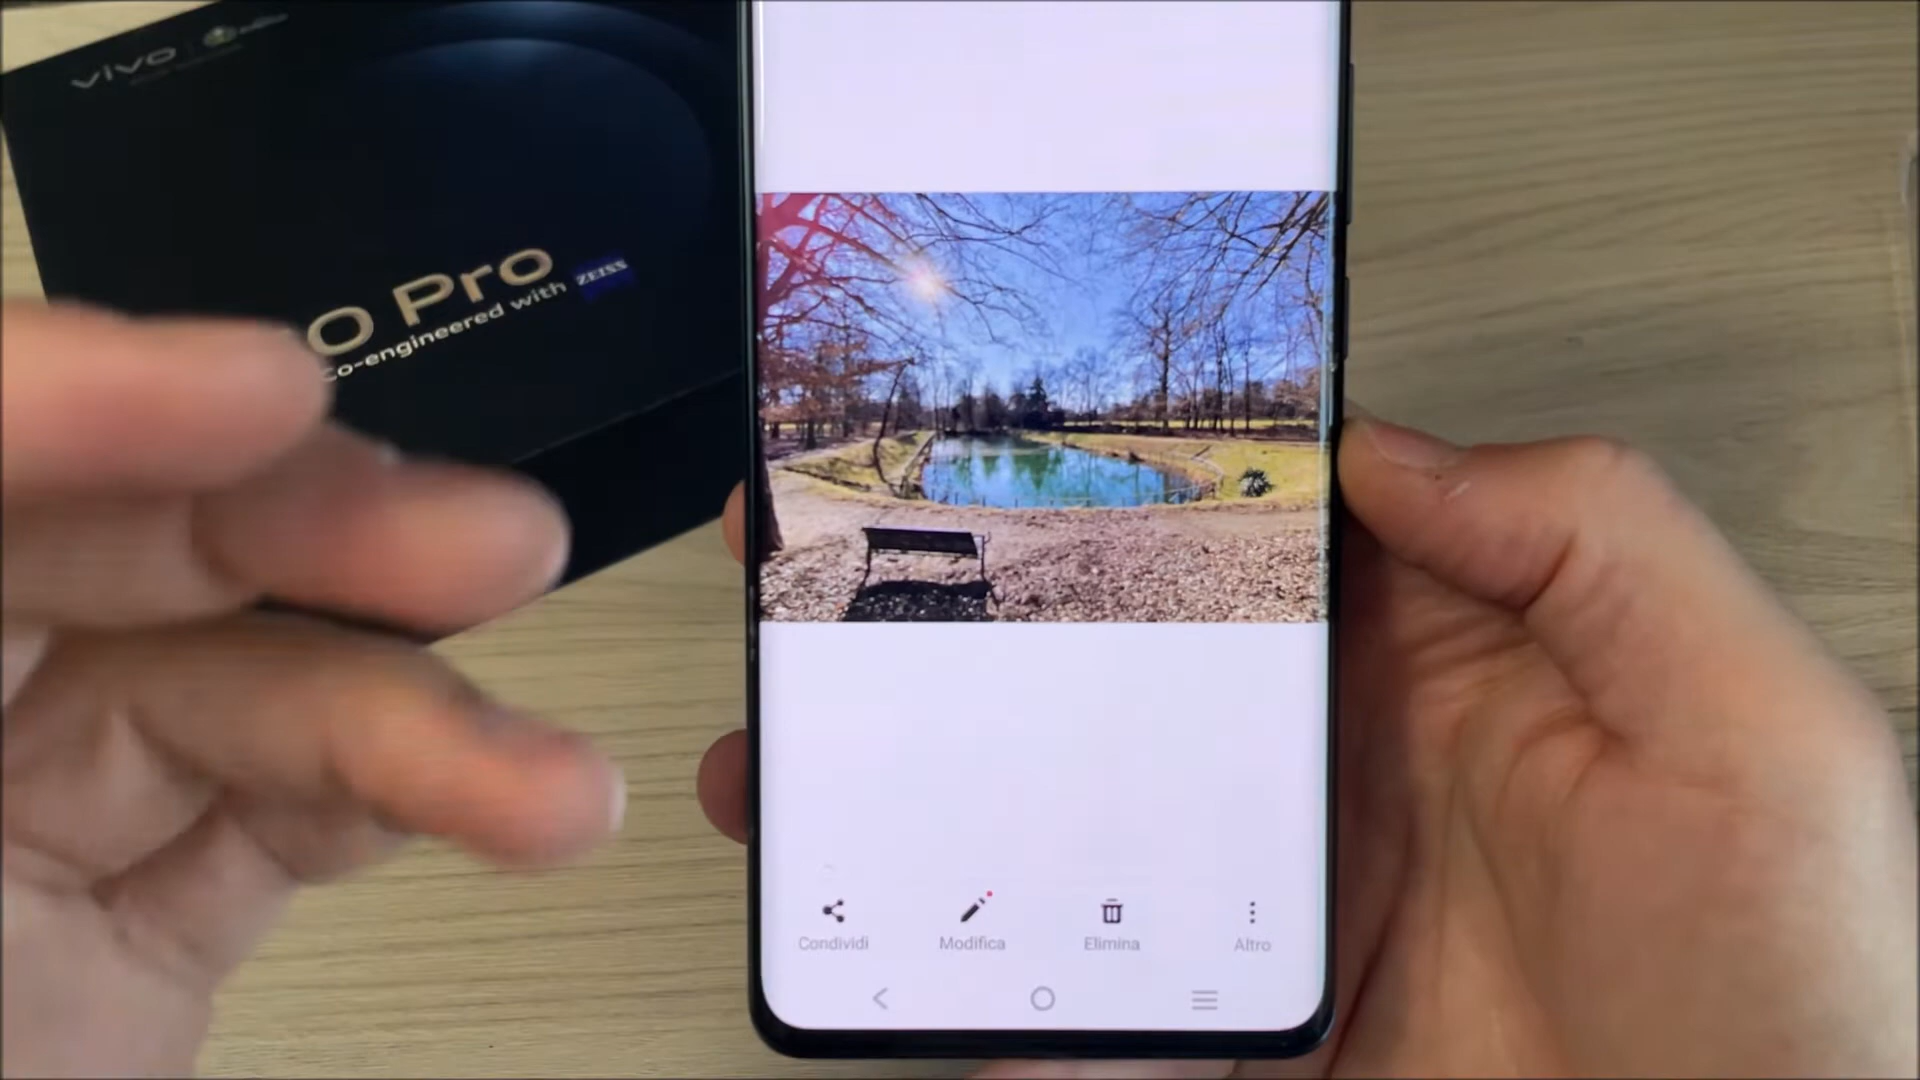 vivo
O Pro
co-engineered with ZEISS
Condividi
Modifica
Elimina
Altro